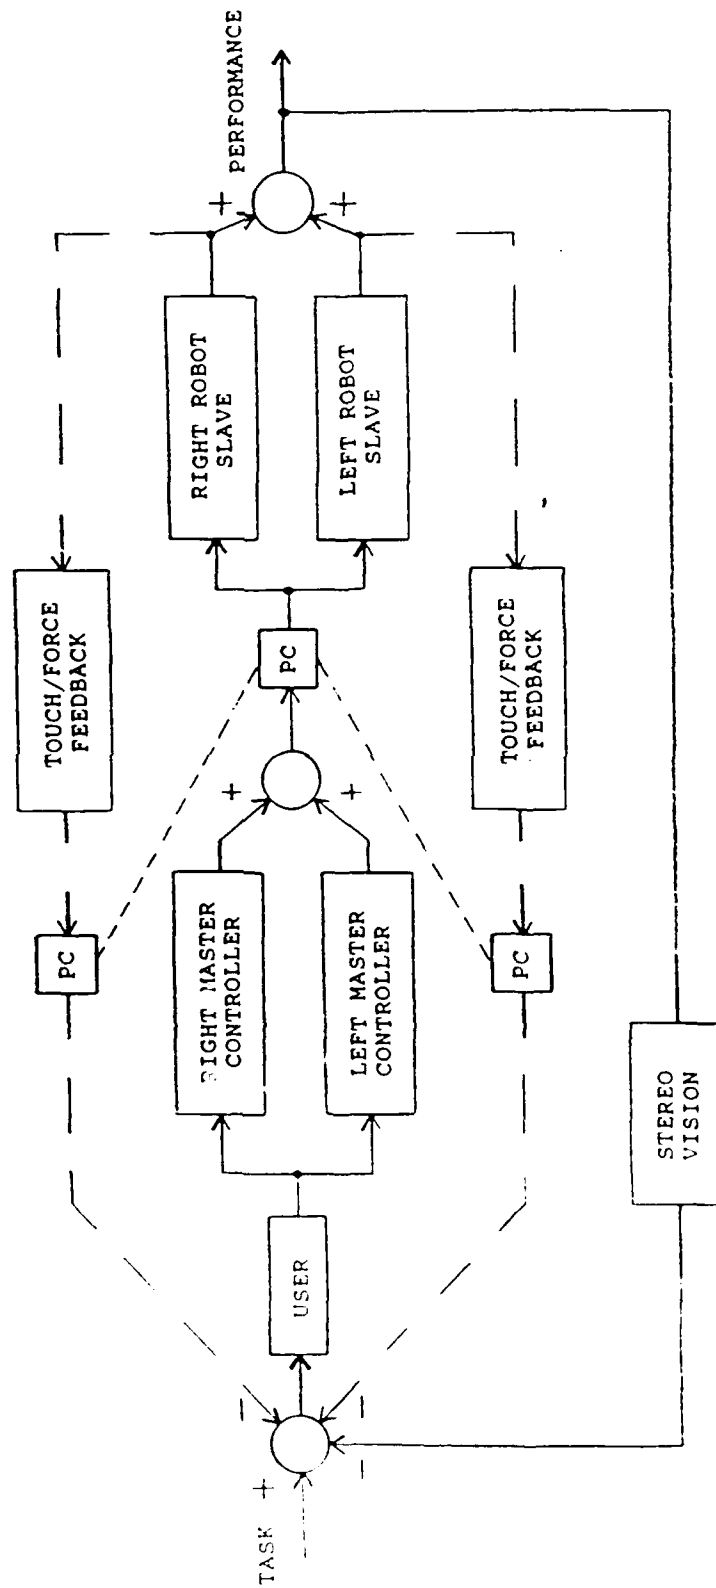 TASK
+
−
−
USER
RIGHT MASTER
CONTROLLER
LEFT MASTER
CONTROLLER
+
+
PC
RIGHT ROBOT
SLAVE
LEFT ROBOT
SLAVE
+
+
PERFORMANCE
TOUCH/FORCE
FEEDBACK
PC
TOUCH/FORCE
FEEDBACK
PC
STEREO
VISION